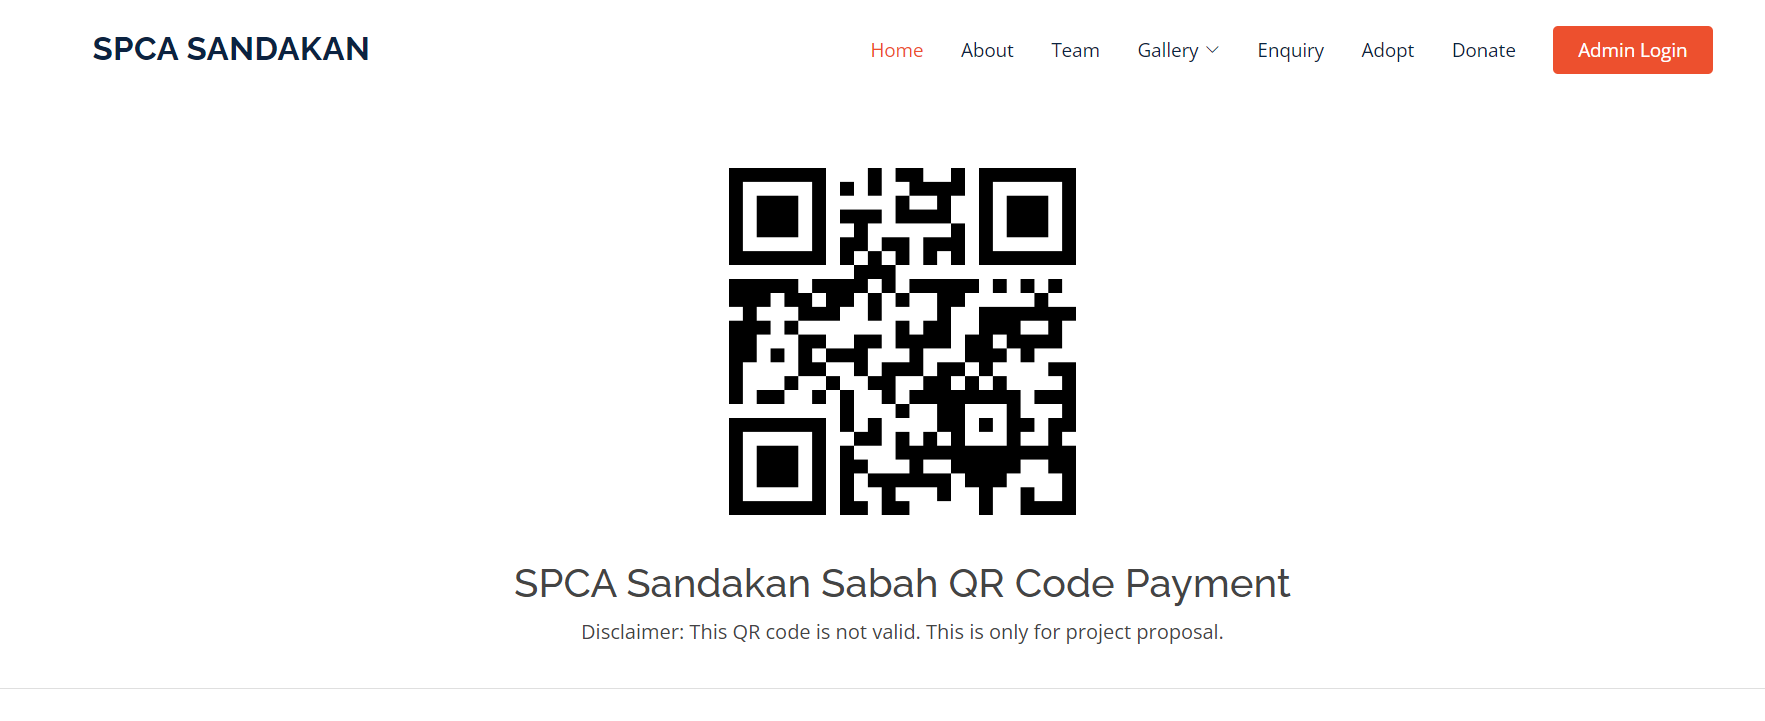 SPCA SANDAKAN
Home About Team Gallery Enquiry Adopt Donate Admin Login
SPCA Sandakan Sabah QR Code Payment
Disclaimer: This QR code is not valid. This is only for project proposal.